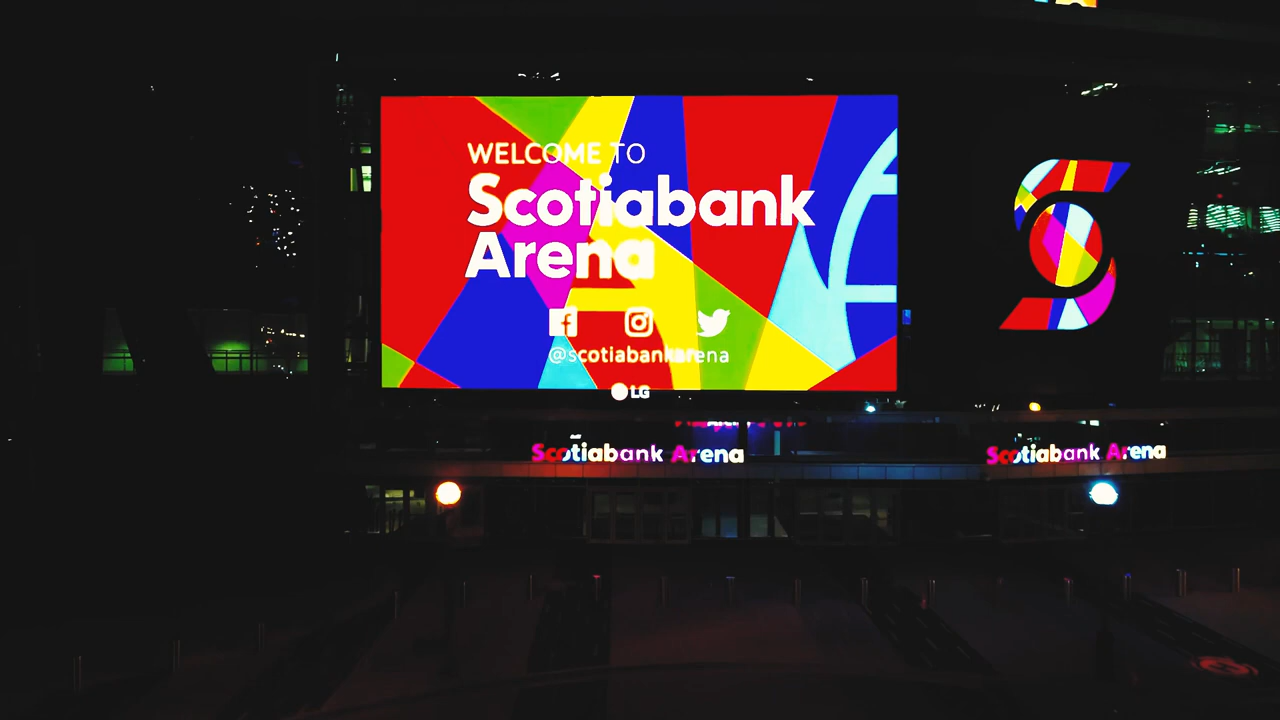 WELCOME TO
Scotiabank
Arena
@scotiabankarena
LG
Scotiabank Arena
Scotiabank Arena